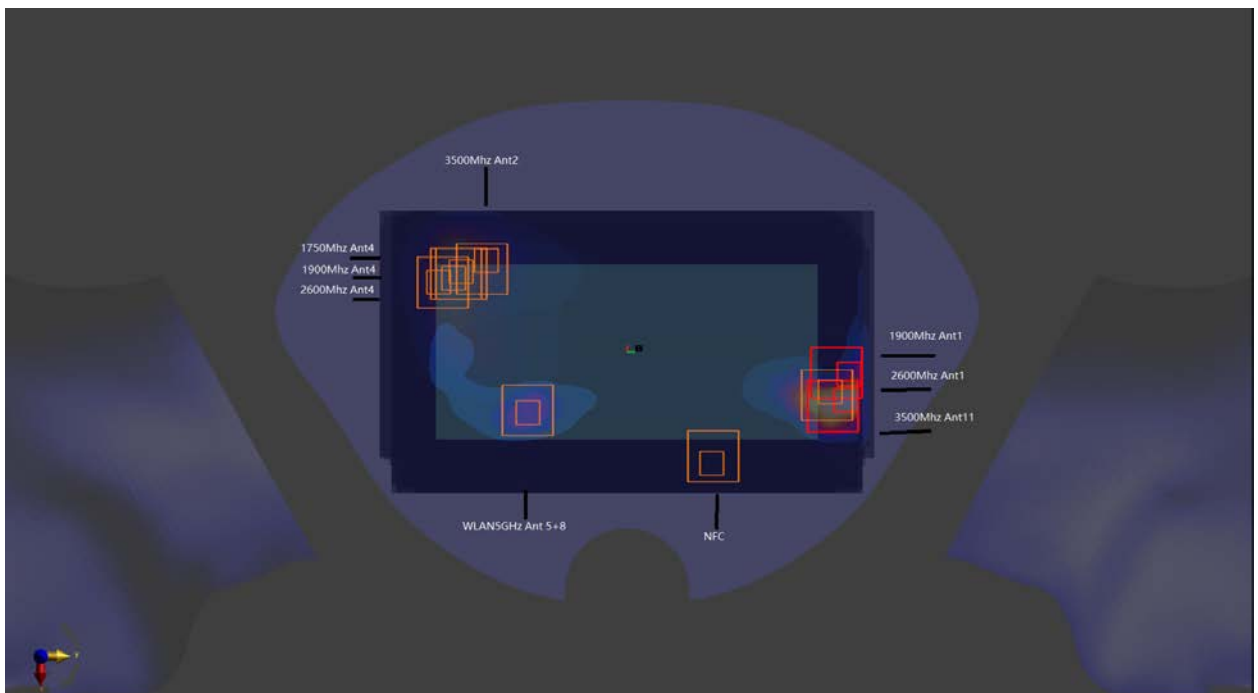 3500Mhz Ant2
1750Mhz Ant4
1900Mhz Ant4
2600Mhz Ant4
1900Mhz Ant1
2600Mhz Ant1
3500Mhz Ant11
WLAN5GHz Ant 5+8
NFC